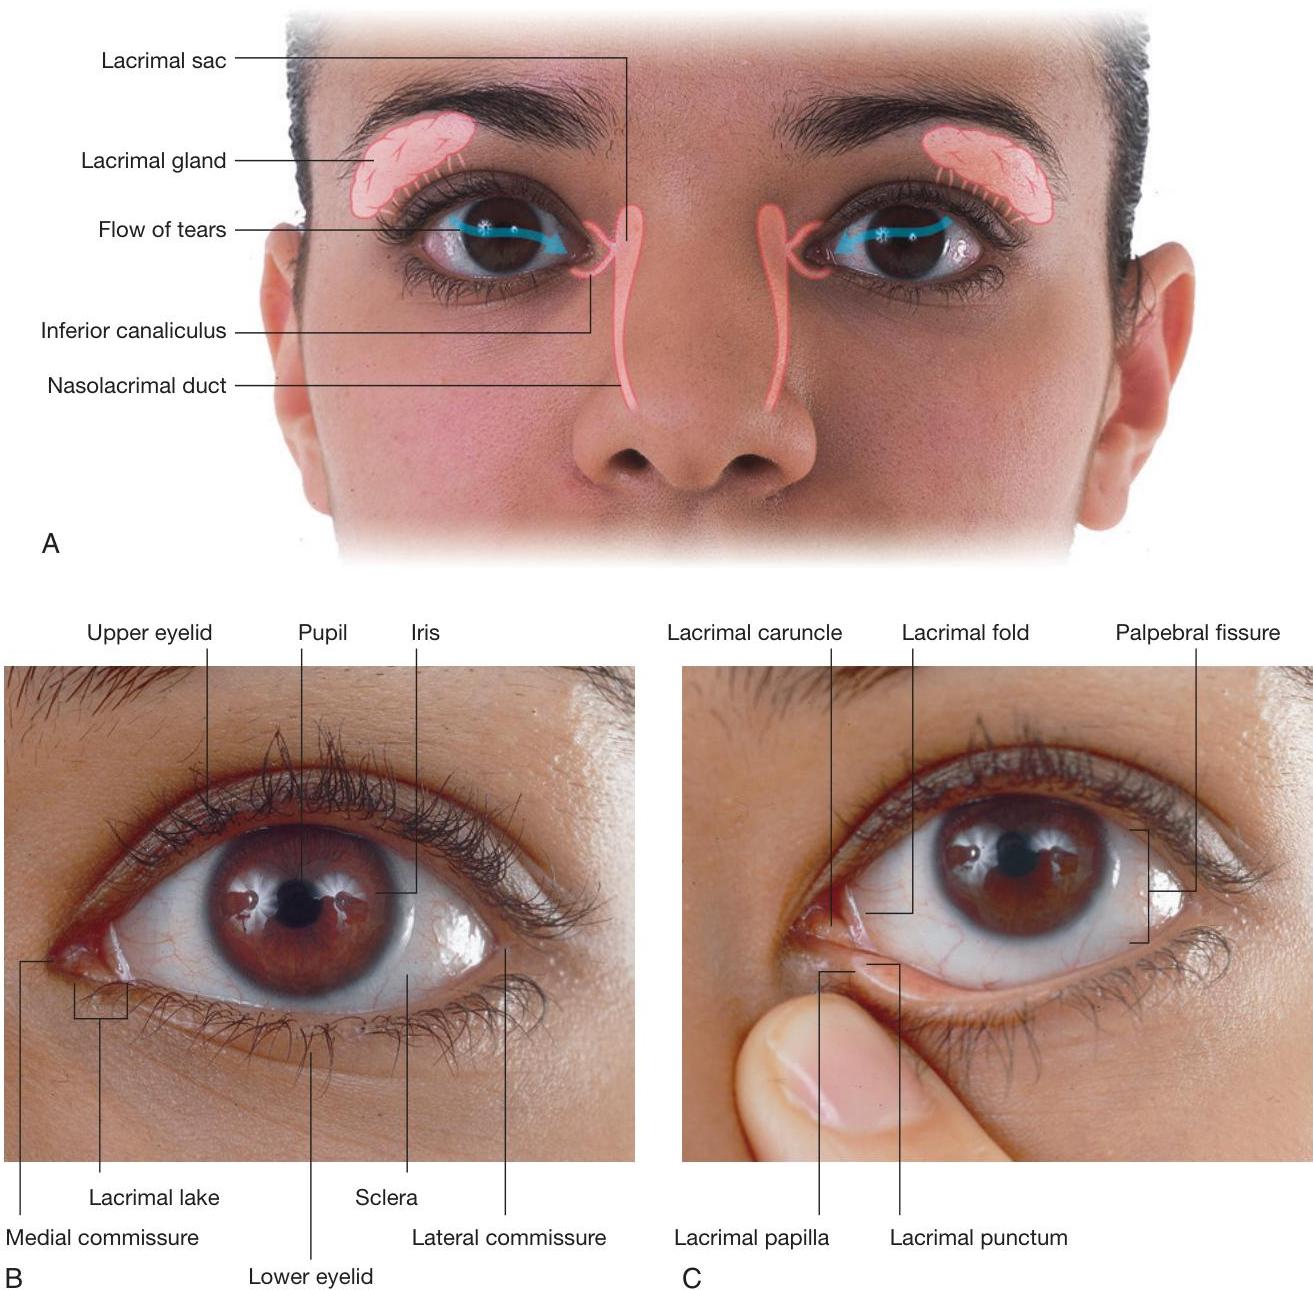 Lacrimal sac
Lacrimal gland
Flow of tears
Inferior canaliculus
Nasolacrimal duct
A
Upper eyelid
Pupil
Iris
Lacrimal lake
Sclera
Medial commissure
Lateral commissure
Lower eyelid
B
Lacrimal caruncle
Lacrimal fold
Palpebral fissure
Lacrimal papilla
Lacrimal punctum
C